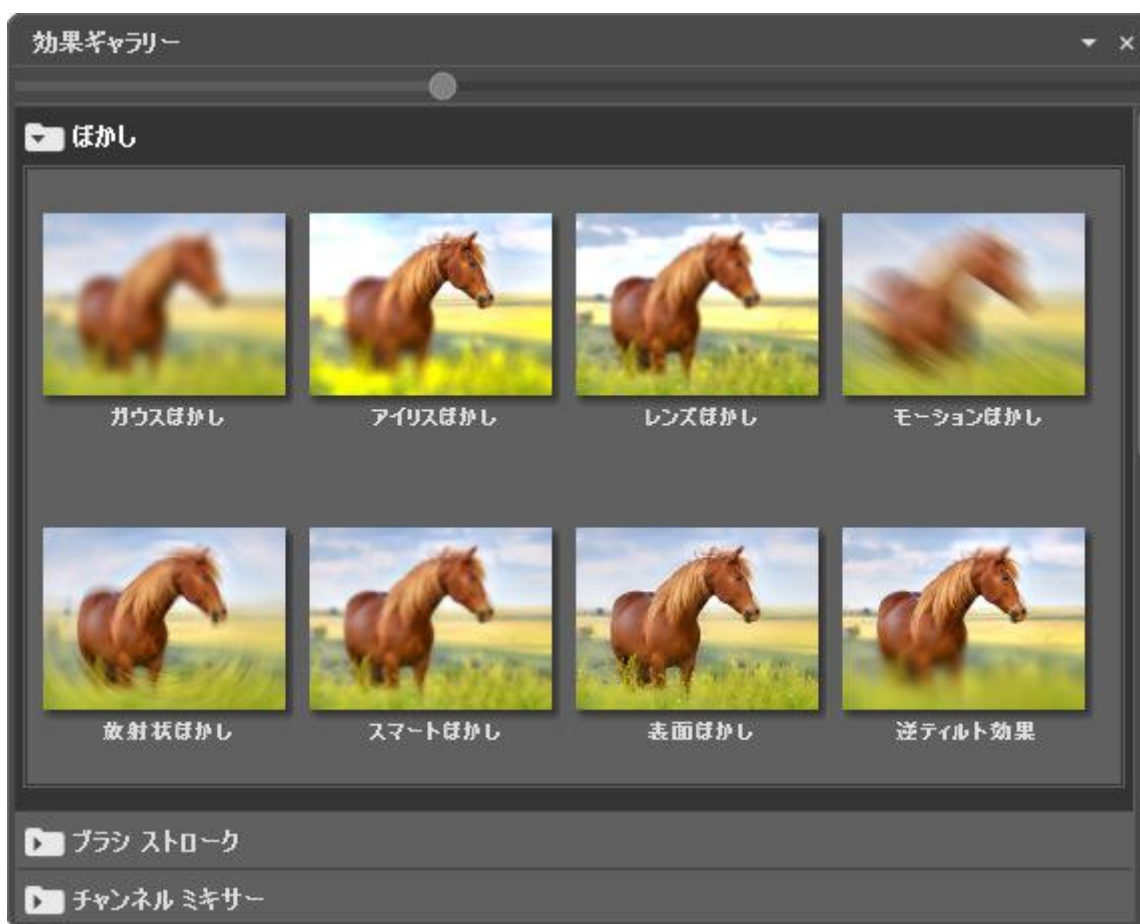 効果ギャラリー
ぼかし
ガウスぼかし
アイリスぼかし
レンズぼかし
モーションぼかし
放射状ぼかし
スマートぼかし
表面ぼかし
逆ティルト効果
ブラシ ストローク
チャンネル ミキサー